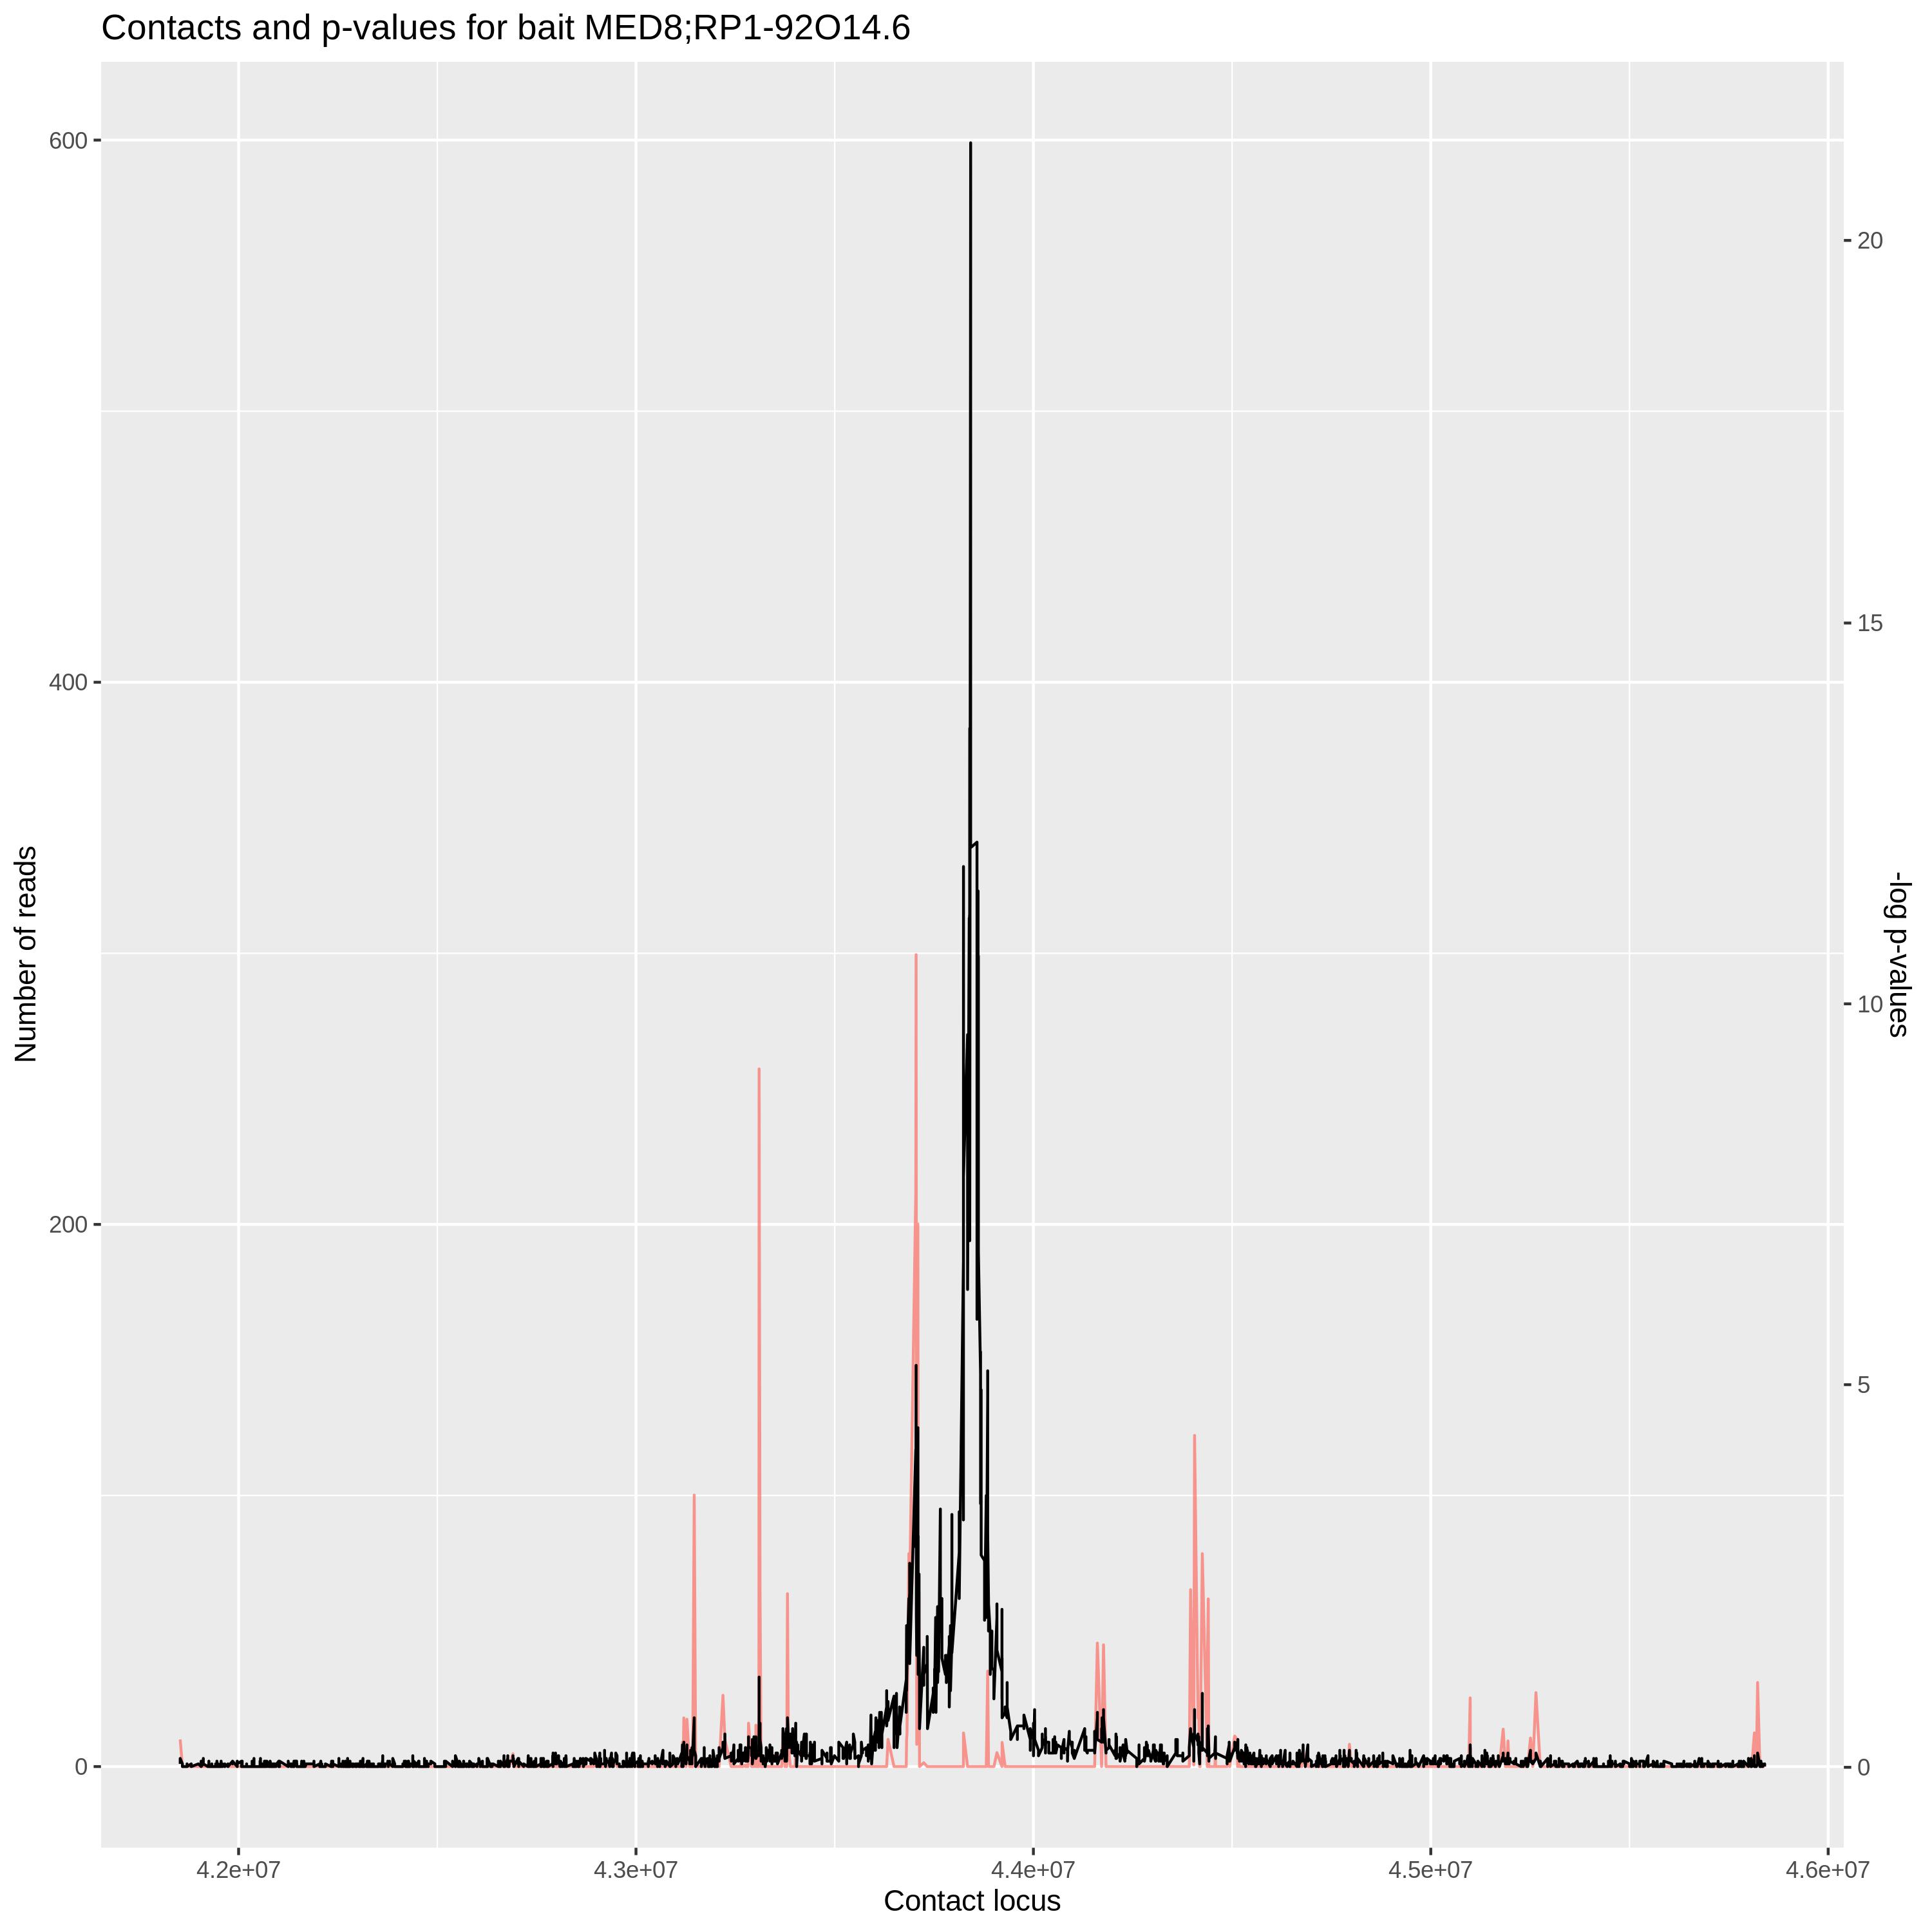 Contacts and p-values for bait MED8;RP1-92O14.6
600
400
200
0
20
15
10
5
0
Number of reads
-log p-values
4.2e+07
4.3e+07
4.4e+07
4.5e+07
4.6e+07
Contact locus